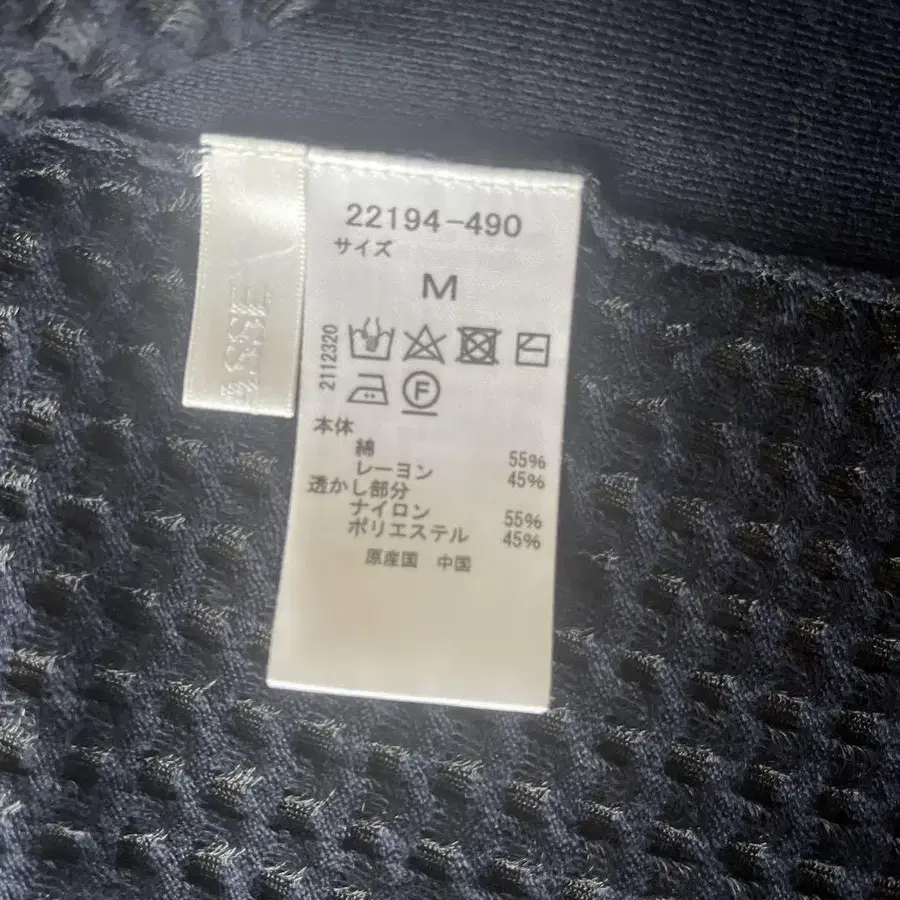 22194-490
サイズ
M
2112320
F
本体
綿 55%
レーヨン 45%
透かし部分
ナイロン 55%
ポリエステル 45%
原産国 中国